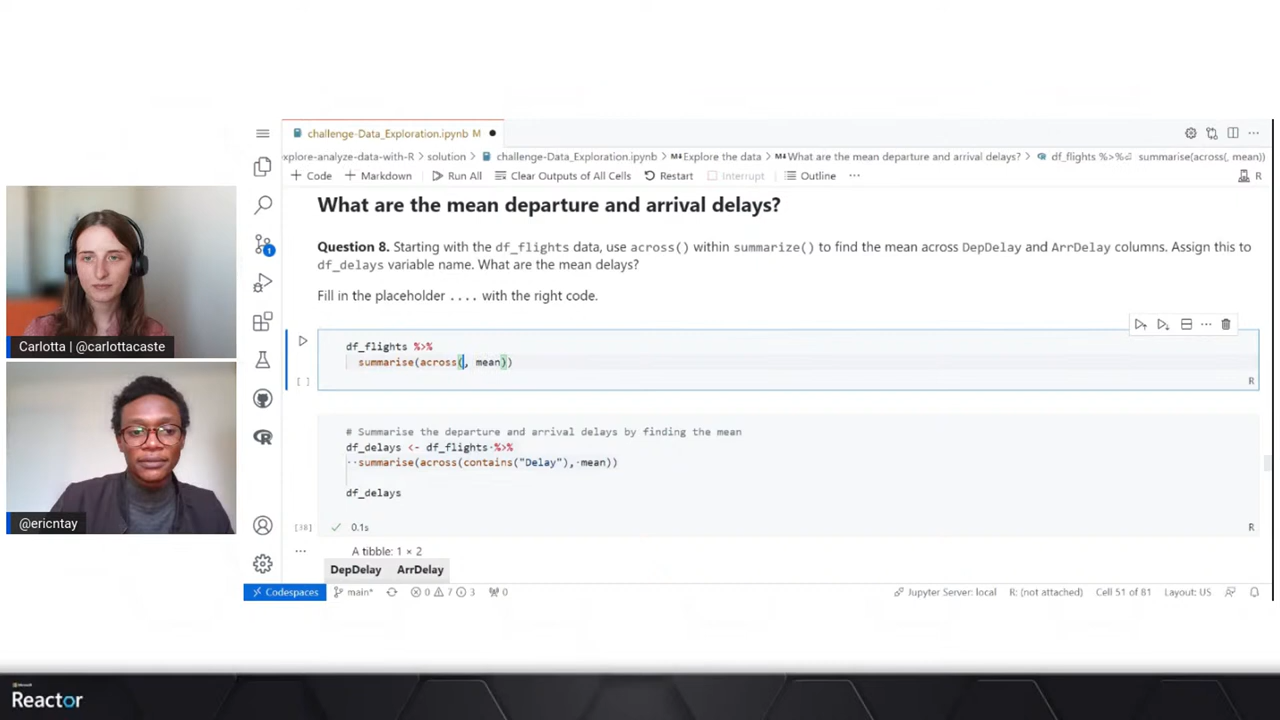 challenge-Data_Exploration.ipynb M
xplore-analyze-data-with-R > solution > challenge-Data_Exploration.ipynb > Explore the data > What are the mean departure and arrival delays? > df_flights %>% summarise(across(, mean))
+ Code + Markdown Run All Clear Outputs of All Cells Restart Interrupt Outline ... R
What are the mean departure and arrival delays?
Question 8. Starting with the df_flights data, use across() within summarize() to find the mean across DepDelay and ArrDelay columns. Assign this to
df_delays variable name. What are the mean delays?
Fill in the placeholder .... with the right code.
df_flights %>%
summarise(across(, mean))
[ ]
R
# Summarise the departure and arrival delays by finding the mean
df_delays <- df_flights·%>%
··summarise(across(contains("Delay"),·mean))
df_delays
[38] 0.1s
R
... A tibble: 1 × 2
DepDelay ArrDelay
Codespaces main* 0 7 3 0 Jupyter Server: local R: (not attached) Cell 51 of 81 Layout: US
1
Carlotta | @carlottacaste
@ericntay
Microsoft
Reactor